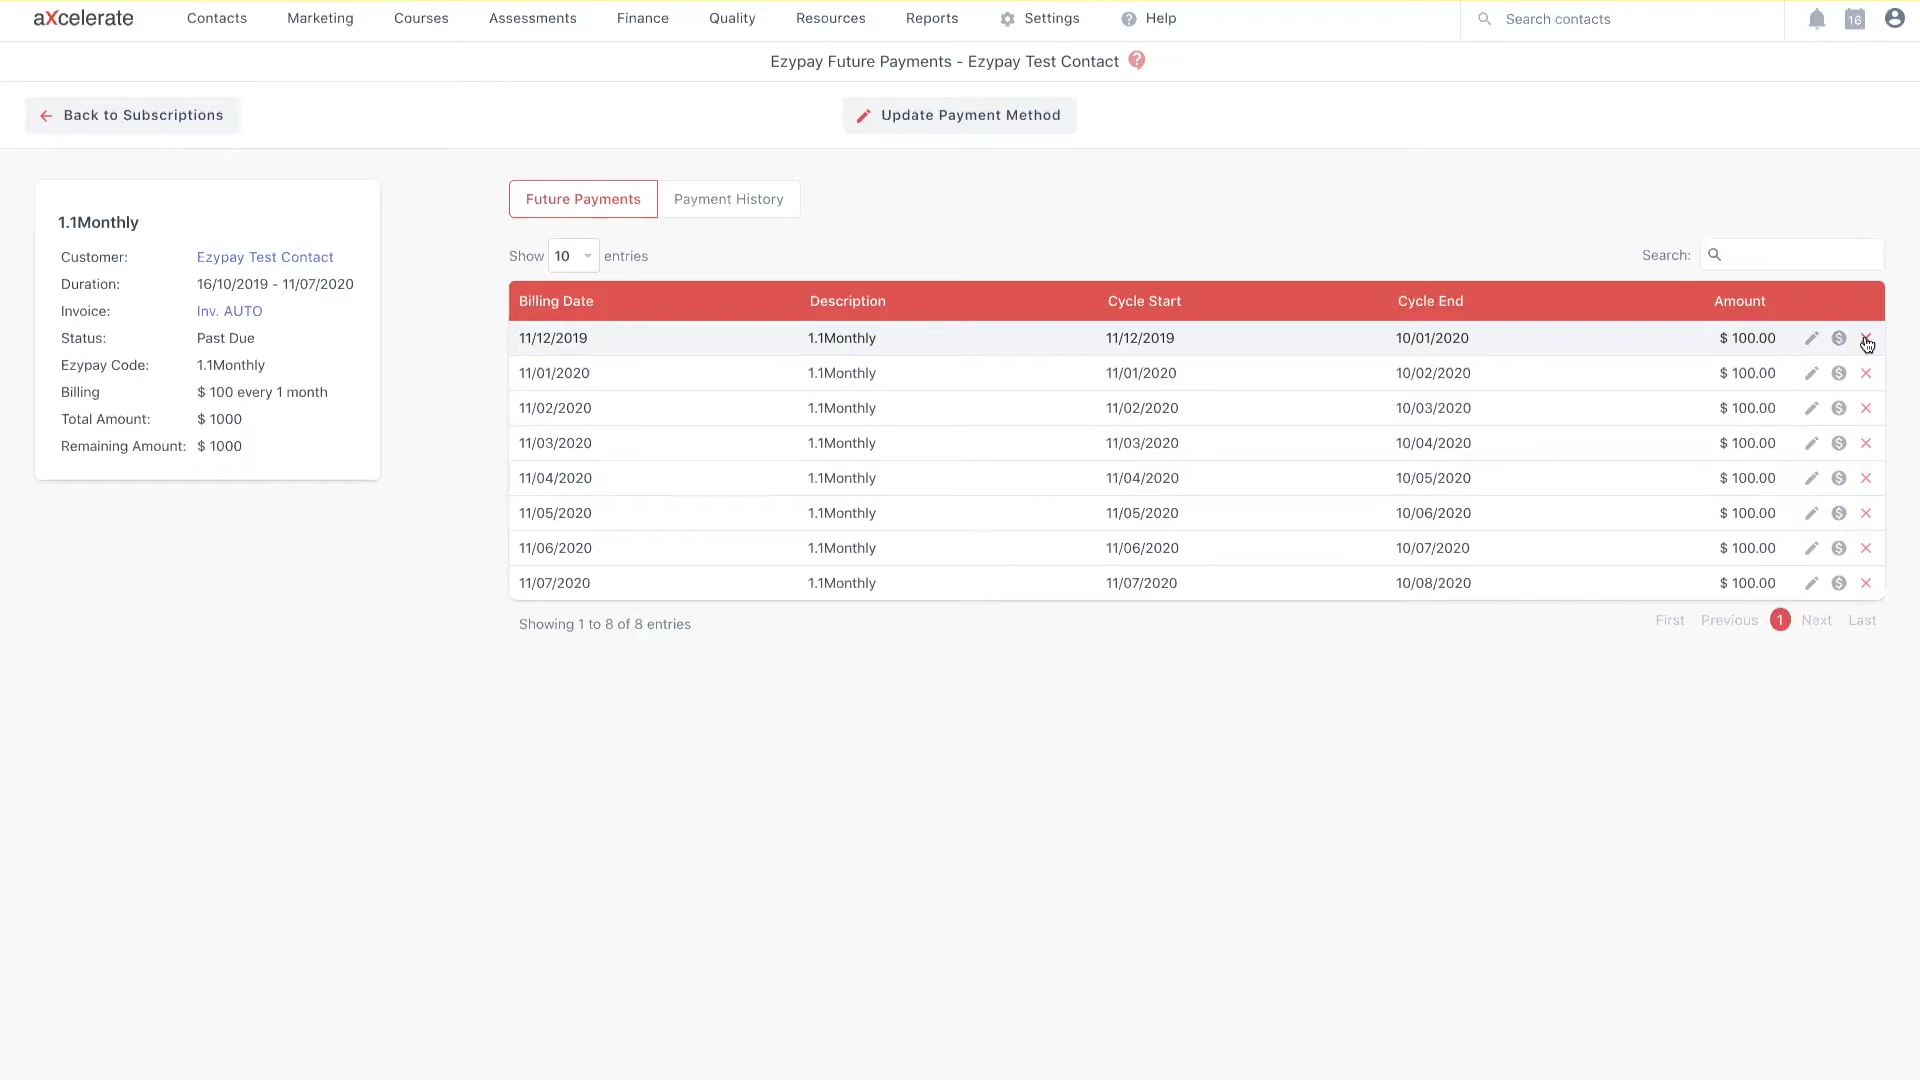 aXcelerate Contacts Marketing Courses Assessments Finance Quality Resources Reports Settings ? Help Search contacts 16
Ezypay Future Payments - Ezypay Test Contact ?
Back to Subscriptions Update Payment Method
1.1Monthly
Customer: Ezypay Test Contact
Duration: 16/10/2019 - 11/07/2020
Invoice: Inv. AUTO
Status: Past Due
Ezypay Code: 1.1Monthly
Billing $ 100 every 1 month
Total Amount: $ 1000
Remaining Amount: $ 1000
Future Payments Payment History
Show 10 entries Search:
Billing Date Description Cycle Start Cycle End Amount
11/12/2019 1.1Monthly 11/12/2019 10/01/2020 $ 100.00
11/01/2020 1.1Monthly 11/01/2020 10/02/2020 $ 100.00
11/02/2020 1.1Monthly 11/02/2020 10/03/2020 $ 100.00
11/03/2020 1.1Monthly 11/03/2020 10/04/2020 $ 100.00
11/04/2020 1.1Monthly 11/04/2020 10/05/2020 $ 100.00
11/05/2020 1.1Monthly 11/05/2020 10/06/2020 $ 100.00
11/06/2020 1.1Monthly 11/06/2020 10/07/2020 $ 100.00
11/07/2020 1.1Monthly 11/07/2020 10/08/2020 $ 100.00
Showing 1 to 8 of 8 entries First Previous 1 Next Last